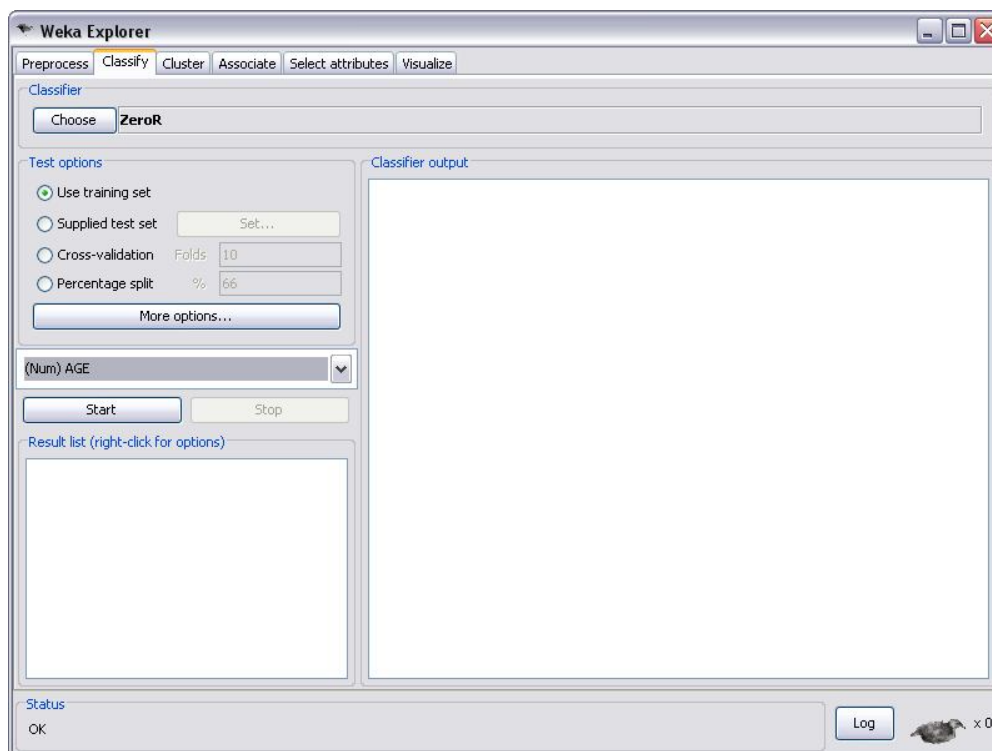 Weka Explorer
Preprocess Classify Cluster Associate Select attributes Visualize
Classifier
Choose ZeroR
Test options
Use training set
Supplied test set Set...
Cross-validation Folds 10
Percentage split % 66
More options...
(Num) AGE
Start Stop
Result list (right-click for options)
Classifier output
Status
OK
Log x 0